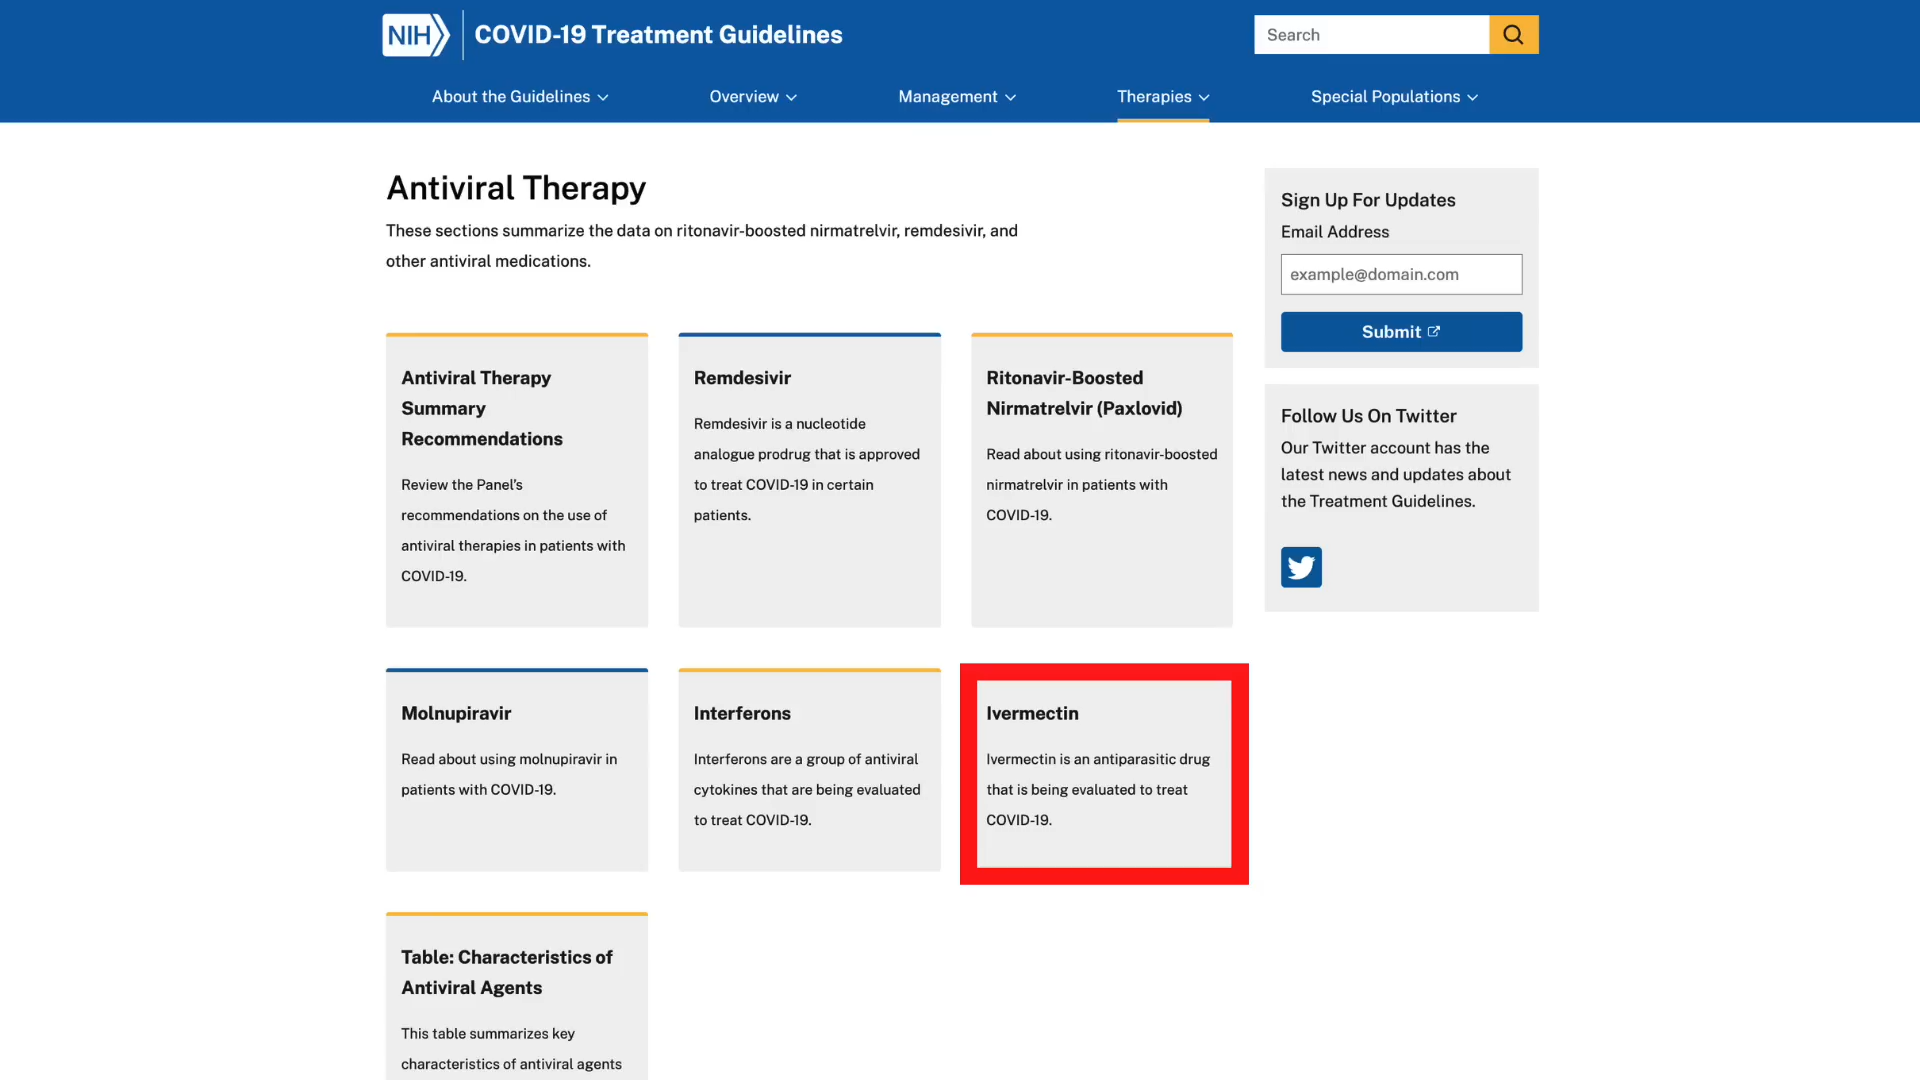 NIH
COVID-19 Treatment Guidelines
Search
About the Guidelines
Overview
Management
Therapies
Special Populations
Antiviral Therapy
These sections summarize the data on ritonavir-boosted nirmatrelvir, remdesivir, and
other antiviral medications.
Antiviral Therapy
Summary
Recommendations
Review the Panel's
recommendations on the use of
antiviral therapies in patients with
COVID-19.
Remdesivir
Remdesivir is a nucleotide
analogue prodrug that is approved
to treat COVID-19 in certain
patients.
Ritonavir-Boosted
Nirmatrelvir (Paxlovid)
Read about using ritonavir-boosted
nirmatrelvir in patients with
COVID-19.
Molnupiravir
Read about using molnupiravir in
patients with COVID-19.
Interferons
Interferons are a group of antiviral
cytokines that are being evaluated
to treat COVID-19.
Ivermectin
Ivermectin is an antiparasitic drug
that is being evaluated to treat
COVID-19.
Table: Characteristics of
Antiviral Agents
This table summarizes key
characteristics of antiviral agents
Sign Up For Updates
Email Address
example@domain.com
Submit
Follow Us On Twitter
Our Twitter account has the
latest news and updates about
the Treatment Guidelines.